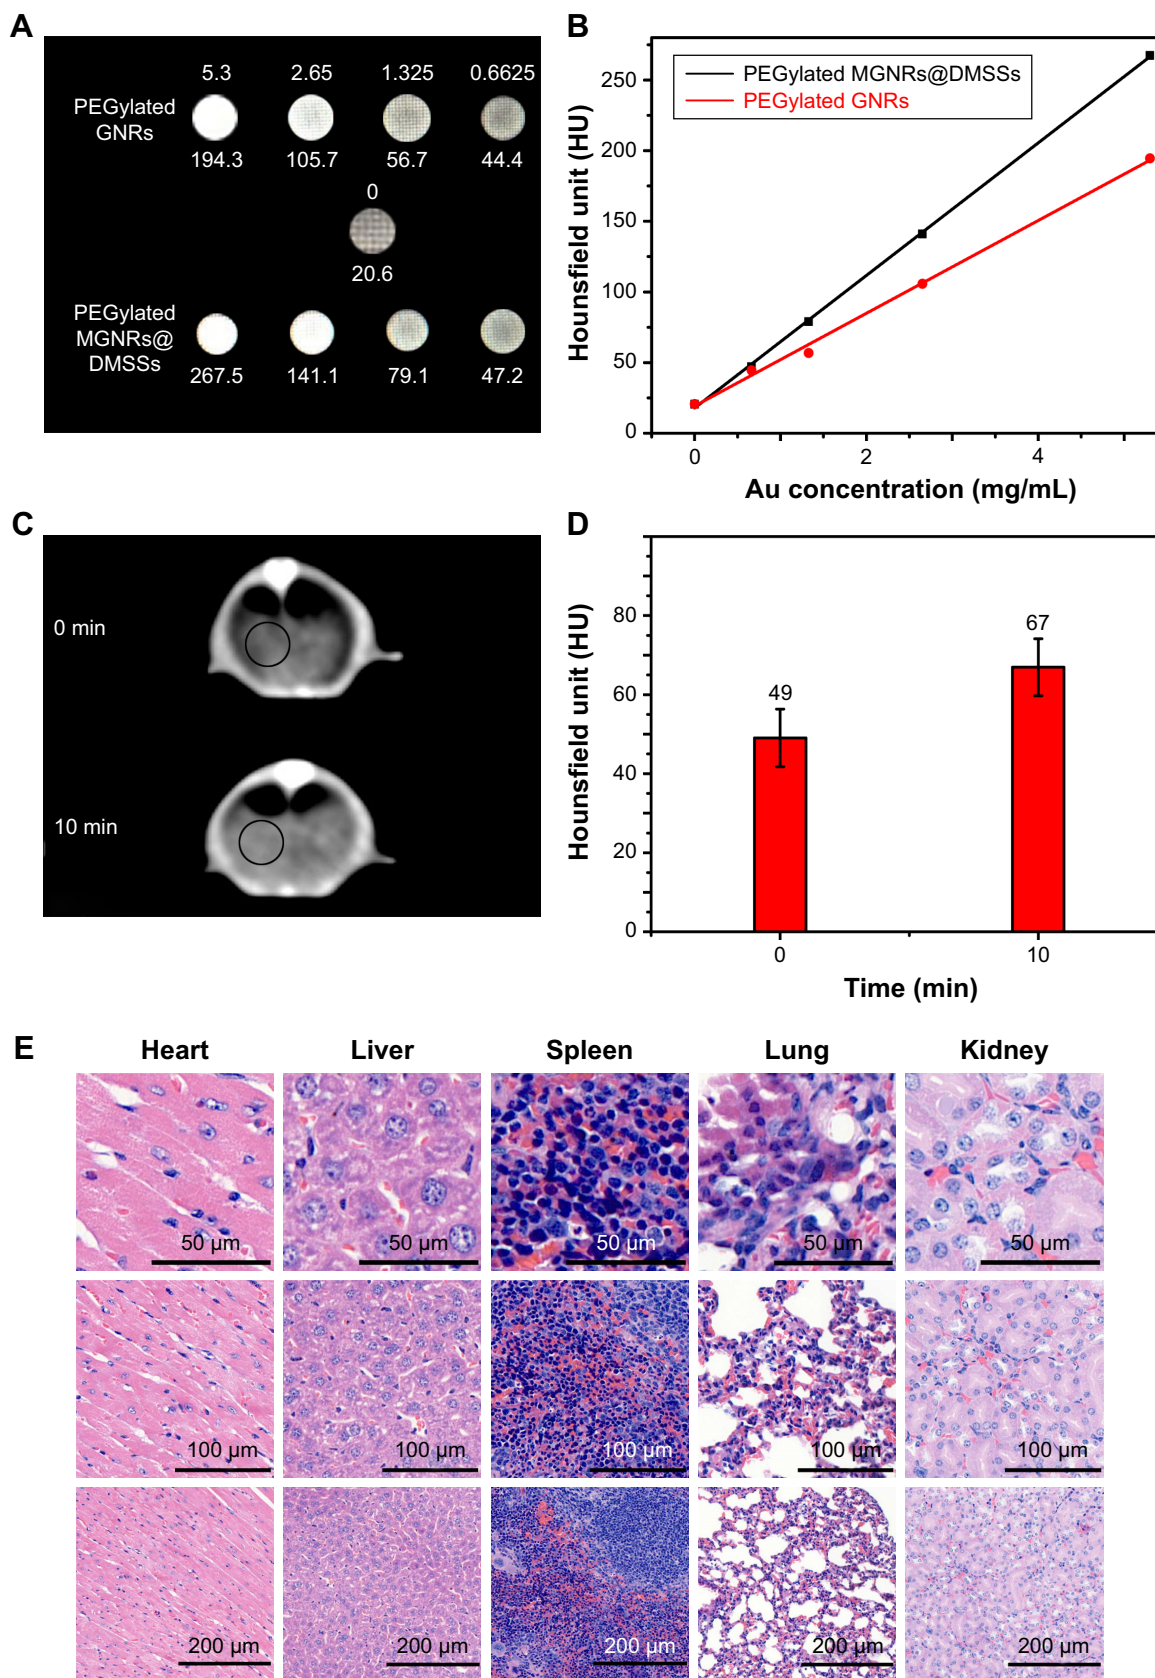 A
5.3 2.65 1.325 0.6625
PEGylated
GNRs
194.3 105.7 56.7 44.4
0
20.6
PEGylated
MGNRs@
DMSSs
267.5 141.1 79.1 47.2
B
PEGylated MGNRs@DMSSs
PEGylated GNRs
Hounsfield unit (HU)
250
200
150
100
50
0
0 2 4
Au concentration (mg/mL)
C
0 min
10 min
D
Hounsfield unit (HU)
80
60
40
20
0
49
67
0 10
Time (min)
E
Heart Liver Spleen Lung Kidney
50 µm 50 µm 50 µm 50 µm 50 µm
100 µm 100 µm 100 µm 100 µm 100 µm
200 µm 200 µm 200 µm 200 µm 200 µm